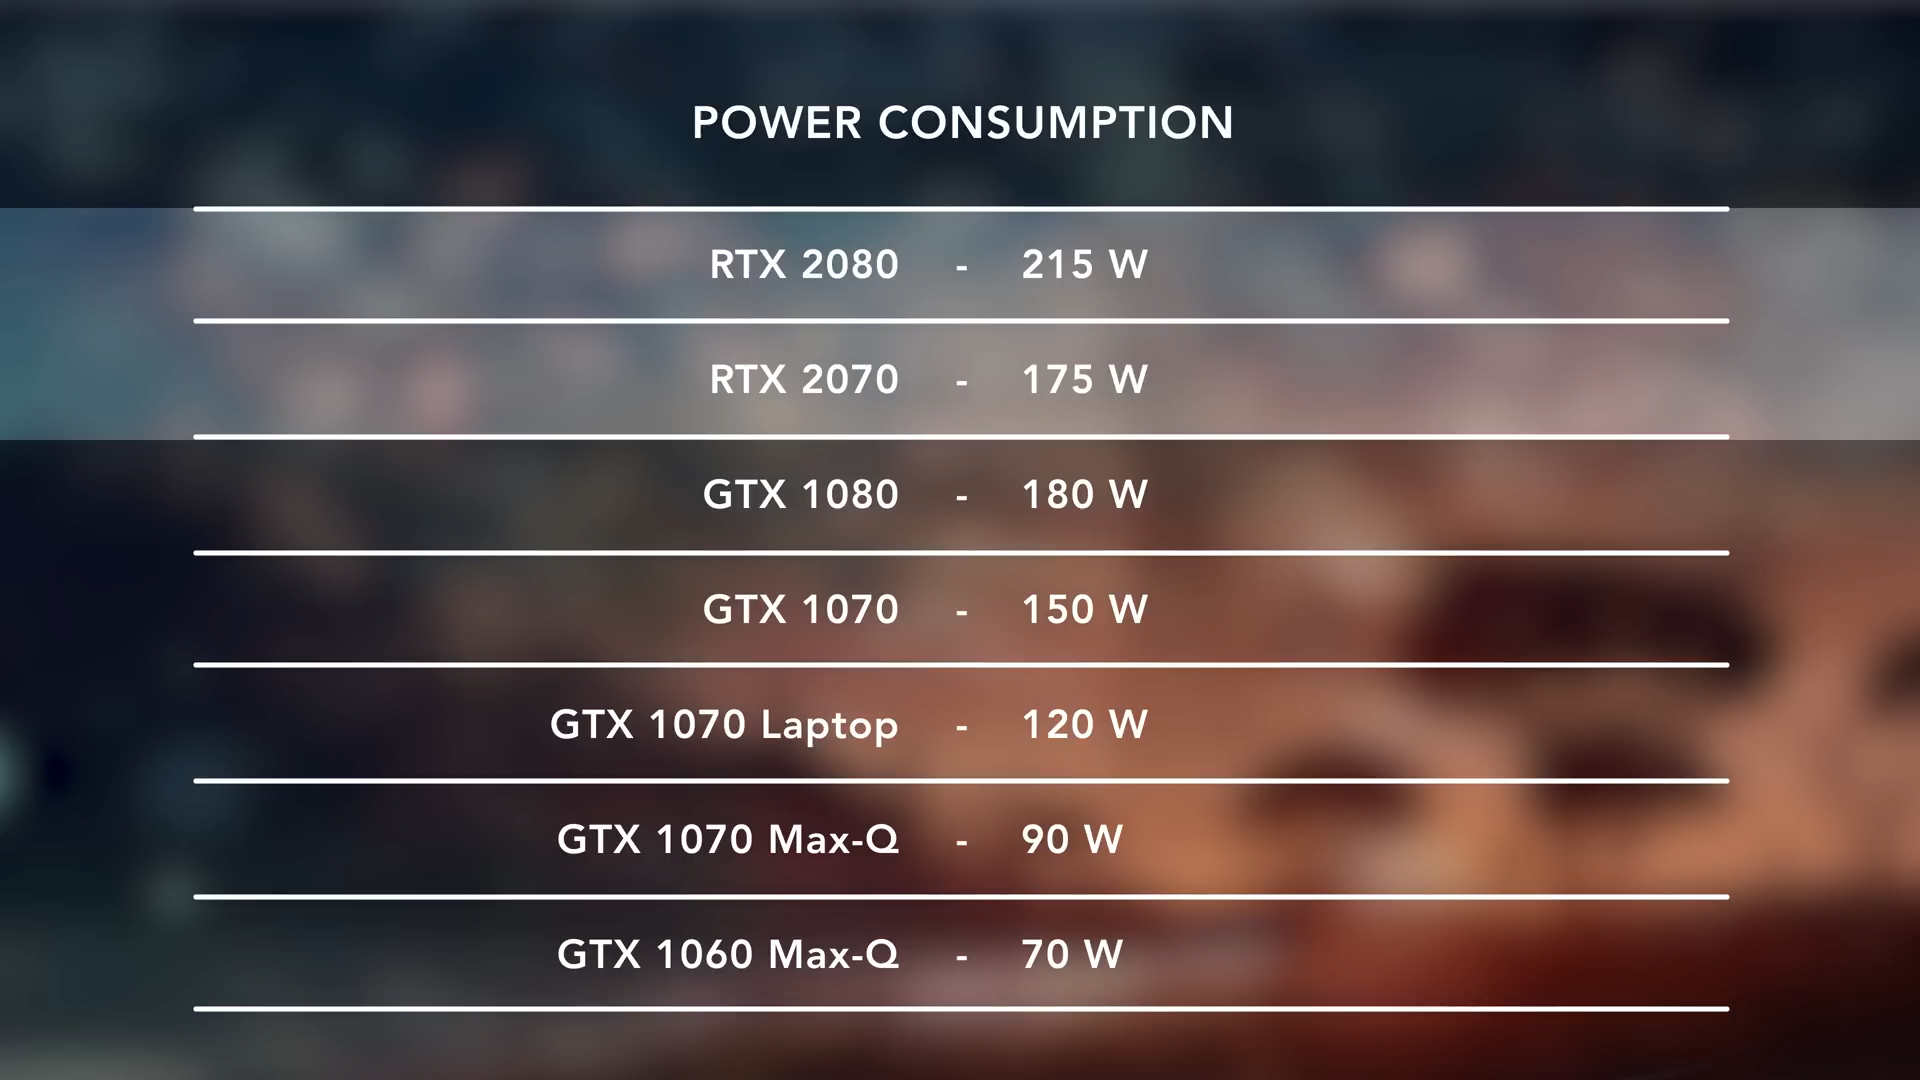 POWER CONSUMPTION
RTX 2080 - 215 W
RTX 2070 - 175 W
GTX 1080 - 180 W
GTX 1070 - 150 W
GTX 1070 Laptop - 120 W
GTX 1070 Max-Q - 90 W
GTX 1060 Max-Q - 70 W